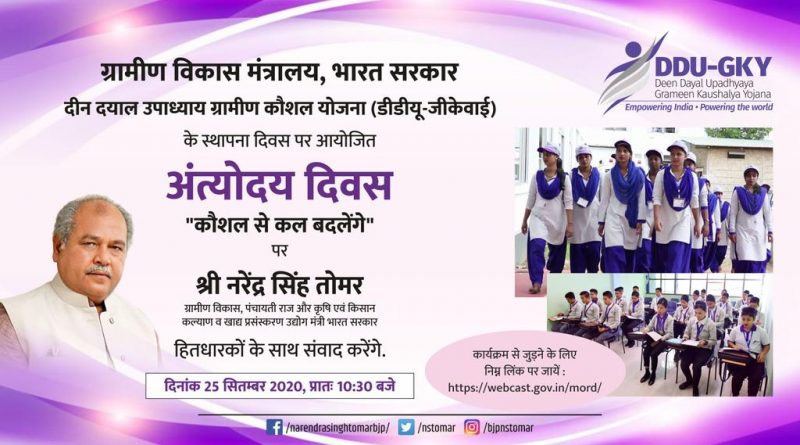 ग्रामीण विकास मंत्रालय, भारत सरकार
दीन दयाल उपाध्याय ग्रामीण कौशल योजना (डीडीयू-जीकेवाई)
के स्थापना दिवस पर आयोजित
अंत्योदय दिवस
"कौशल से कल बदलेंगे"
पर
श्री नरेंद्र सिंह तोमर
ग्रामीण विकास, पंचायती राज और कृषि एवं किसान
कल्याण व खाद्य प्रसंस्करण उद्योग मंत्री भारत सरकार
हितधारकों के साथ संवाद करेंगे.
दिनांक 25 सितम्बर 2020, प्रातः 10:30 बजे
DDU-GKY
Deen Dayal Upadhyaya
Grameen Kaushalya Yojana
Empowering India • Powering the world
कार्यक्रम से जुड़ने के लिए
निम्न लिंक पर जायें :
https://webcast.gov.in/mord/
/narendrasinghtomarbjp/ /nstomar /bjpnstomar